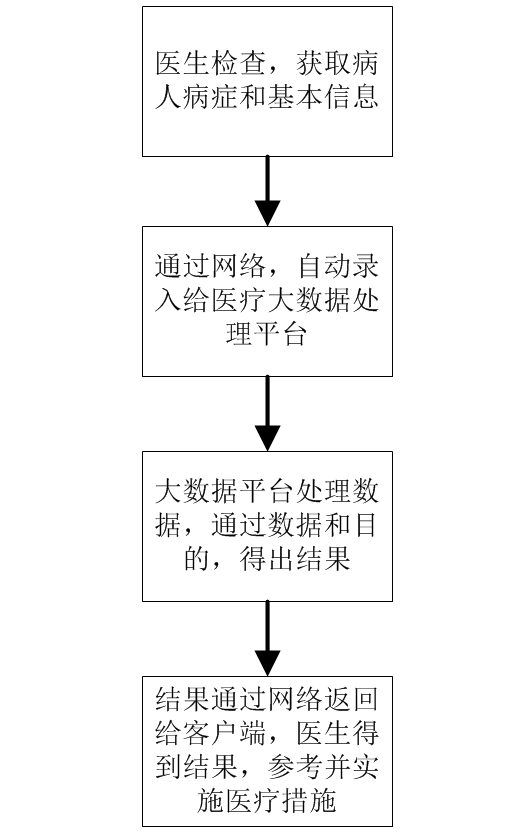 医生检查，获取病
人病症和基本信息
通过网络，自动录
入给医疗大数据处
理平台
大数据平台处理数
据，通过数据和目
的，得出结果
结果通过网络返回
给客户端，医生得
到结果，参考并实
施医疗措施